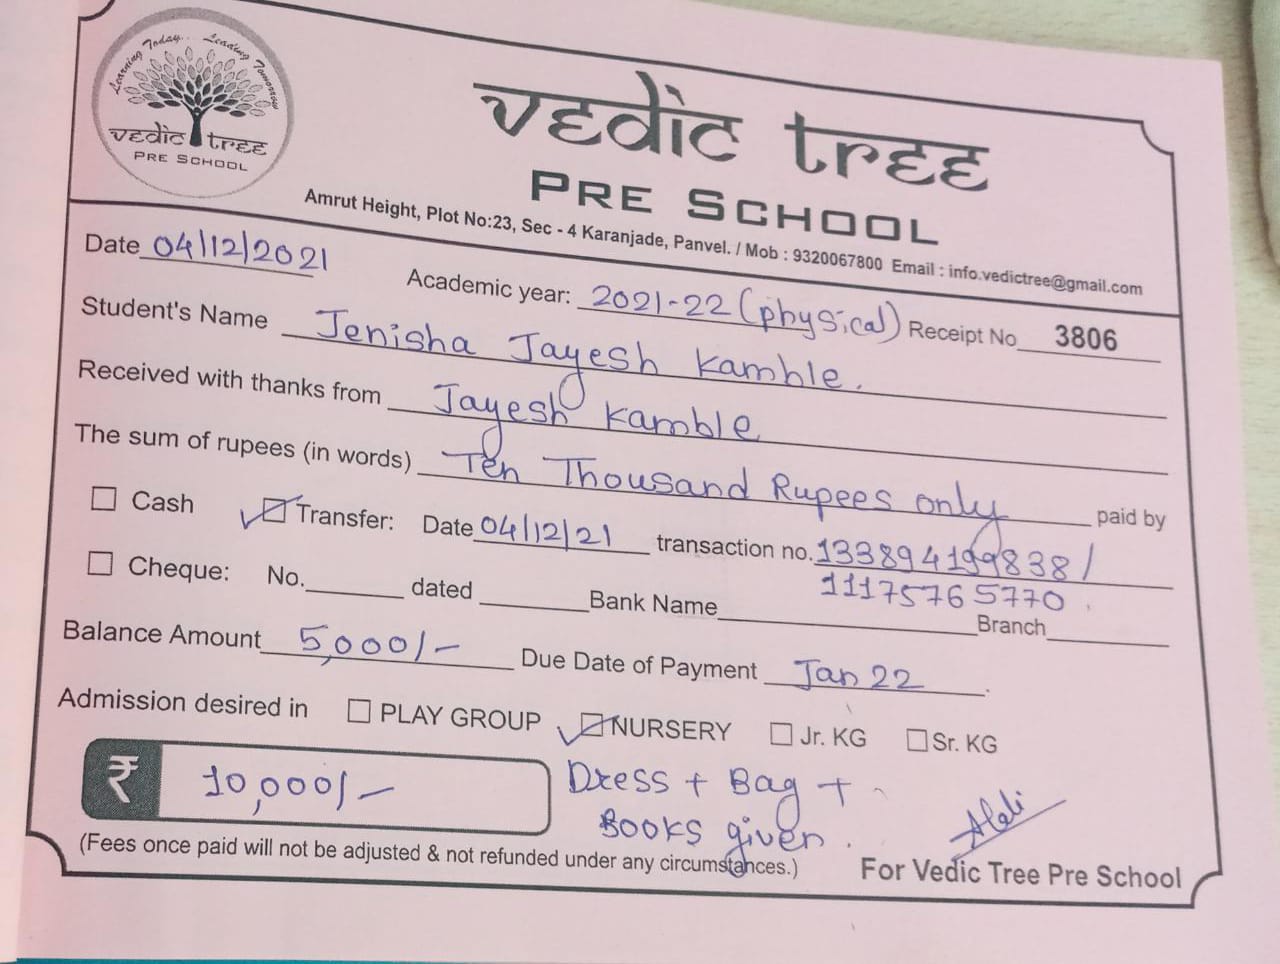 Learning Today... Leading Tomorrow
vedic tree
PRE SCHOOL
vedic tree
PRE SCHOOL
Amrut Height, Plot No:23, Sec - 4 Karanjade, Panvel. / Mob : 9320067800 Email : info.vedictree@gmail.com
Date 04/12/2021
Academic year: 2021-22 (physical) Receipt No 3806
Student's Name Jenisha Jayesh Kamble.
Received with thanks from Jayesh Kamble
The sum of rupees (in words) Ten Thousand Rupees only paid by
Cash Transfer: Date 04/12/21 transaction no. 133894199838/
11175765770
Cheque: No. dated Bank Name Branch
Balance Amount 5,000/- Due Date of Payment Jan 22
Admission desired in PLAY GROUP NURSERY Jr. KG Sr. KG
₹ 10,000/- Dress + Bag +
Books given.
(Fees once paid will not be adjusted & not refunded under any circumstances.) For Vedic Tree Pre School